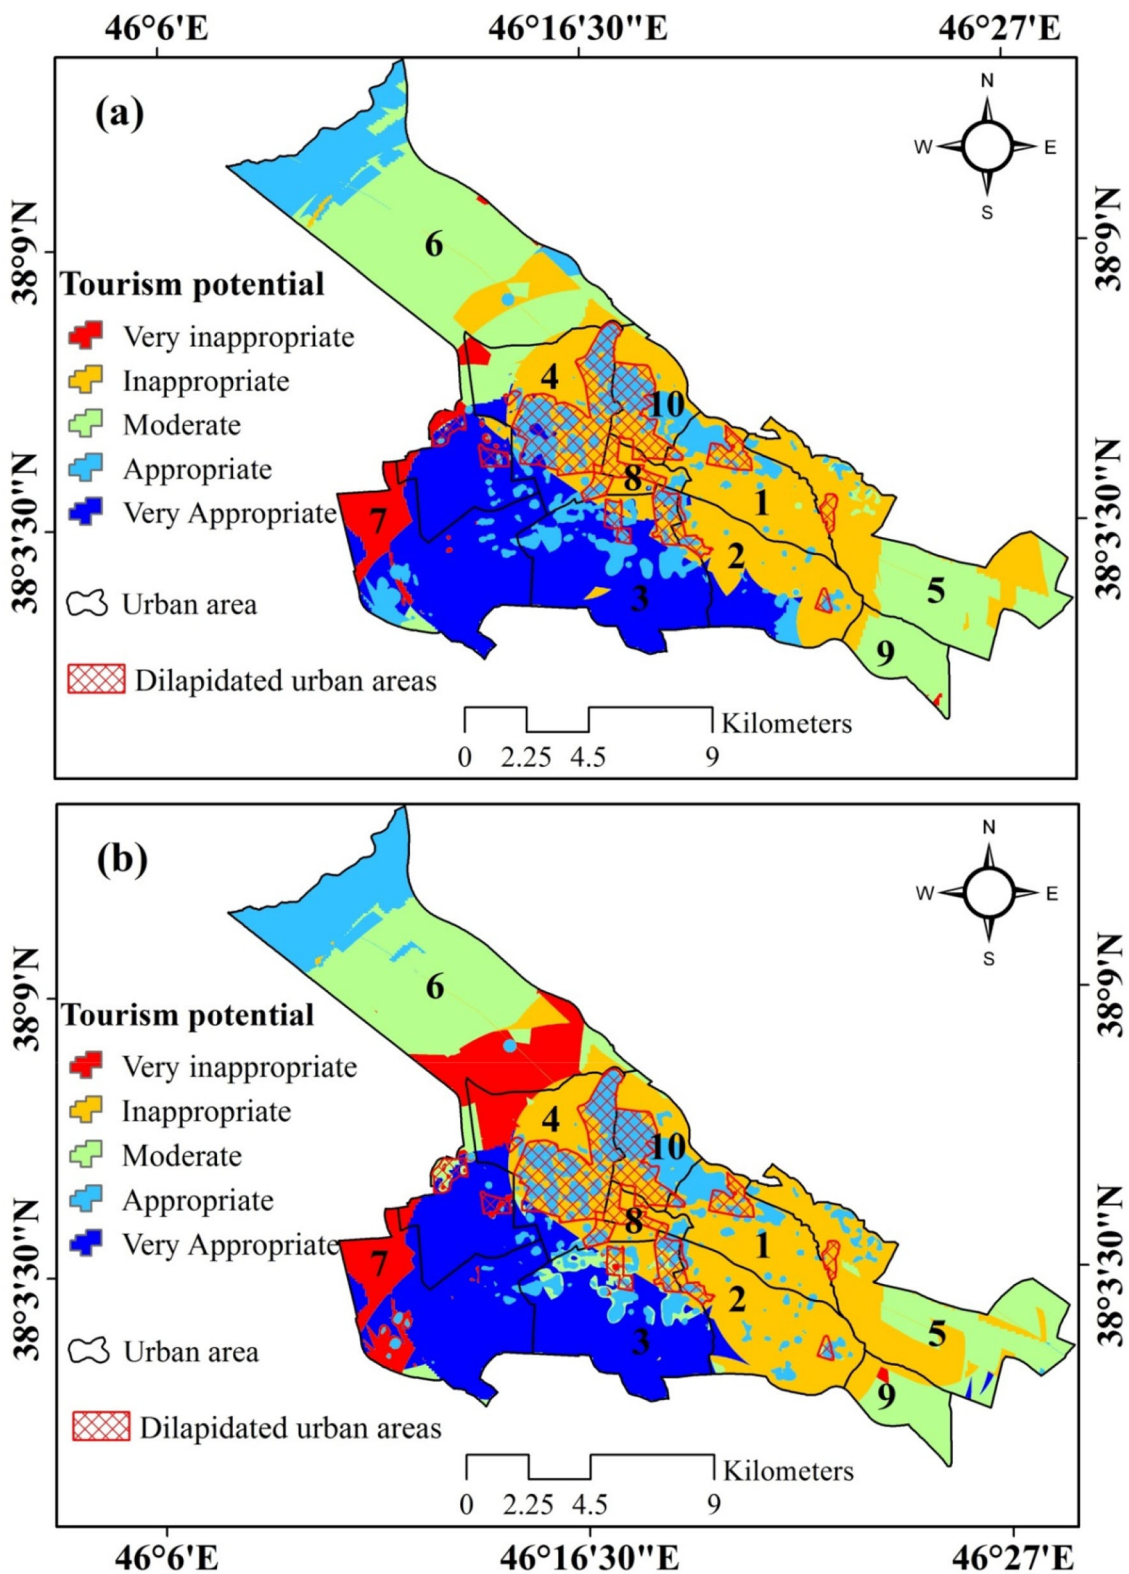 46°6'E 46°16'30"E 46°27'E
(a)
N
W E
S
38°9'N 38°9'N
6
Tourism potential
Very inappropriate
Inappropriate
Moderate
Appropriate
Very Appropriate
4
10
8
1
7
2
5
3
9
38°3'30"N 38°3'30"N
Urban area
Dilapidated urban areas
Kilometers
0 2.25 4.5 9
(b)
N
W E
S
38°9'N 38°9'N
6
Tourism potential
Very inappropriate
Inappropriate
Moderate
Appropriate
Very Appropriate
4
10
8
1
7
2
5
3
9
38°3'30"N 38°3'30"N
Urban area
Dilapidated urban areas
Kilometers
0 2.25 4.5 9
46°6'E 46°16'30"E 46°27'E